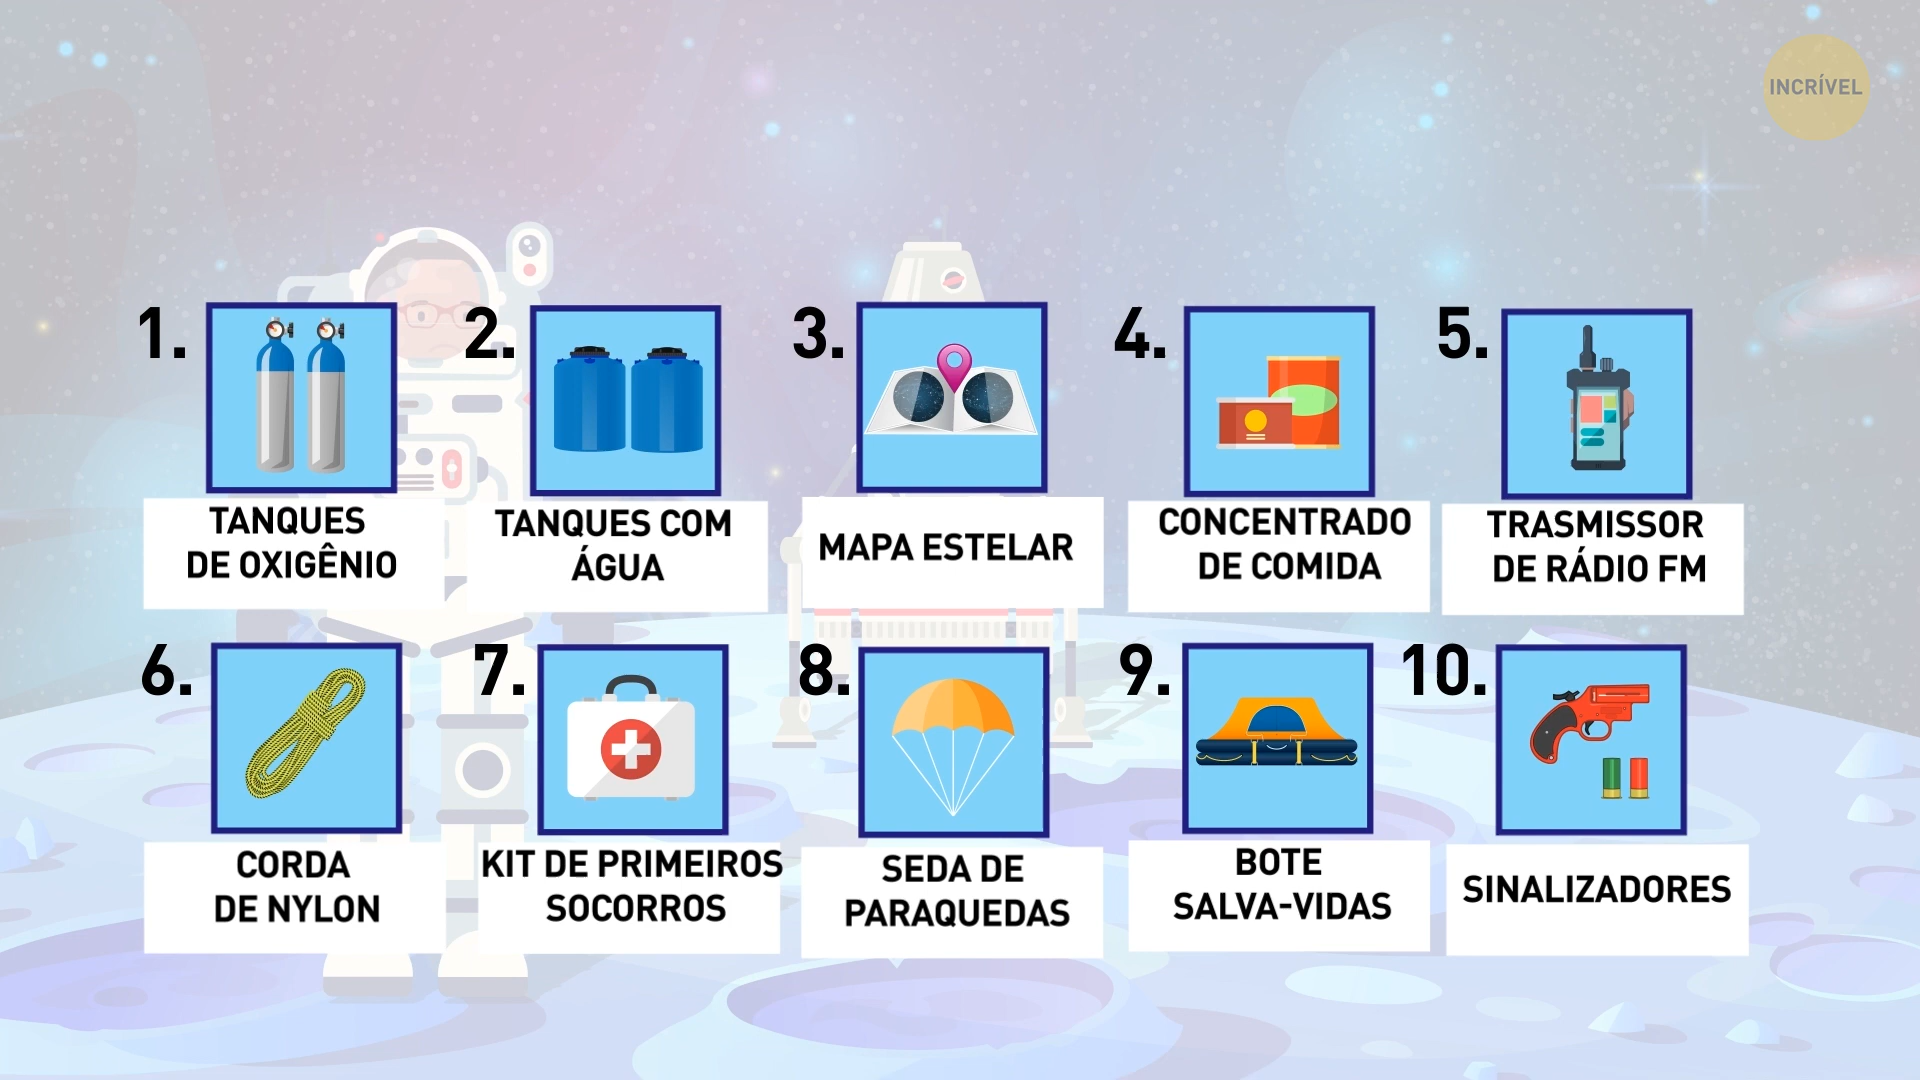 INCRÍVEL
1.
2.
3.
4.
5.
TANQUES
DE OXIGÊNIO
TANQUES COM
ÁGUA
MAPA ESTELAR
CONCENTRADO
DE COMIDA
TRASMISSOR
DE RÁDIO FM
6.
7.
8.
9.
10.
CORDA
DE NYLON
KIT DE PRIMEIROS
SOCORROS
SEDA DE
PARAQUEDAS
BOTE
SALVA-VIDAS
SINALIZADORES